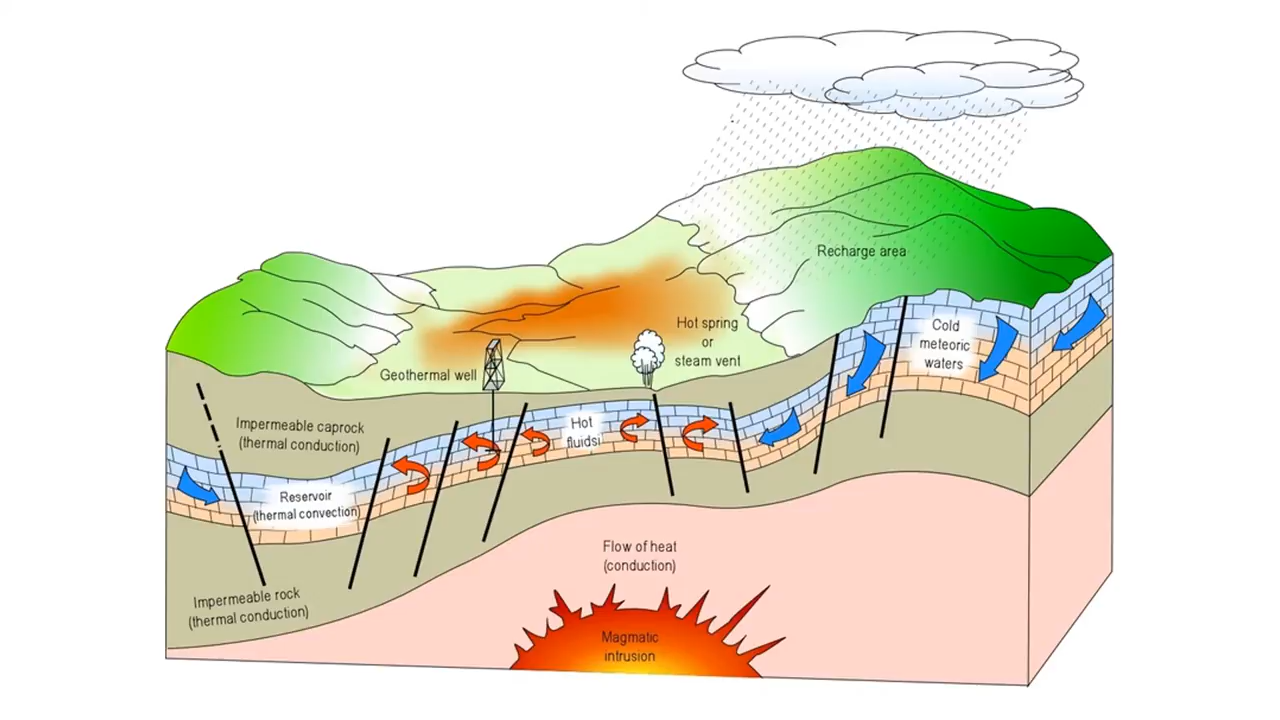 Recharge area
Cold
meteoric
waters
Hot spring
or
steam vent
Geothermal well
Impermeable caprock
(thermal conduction)
Hot
fluidsi
Reservoir
(thermal convection)
Flow of heat
(conduction)
Impermeable rock
(thermal conduction)
Magmatic
intrusion